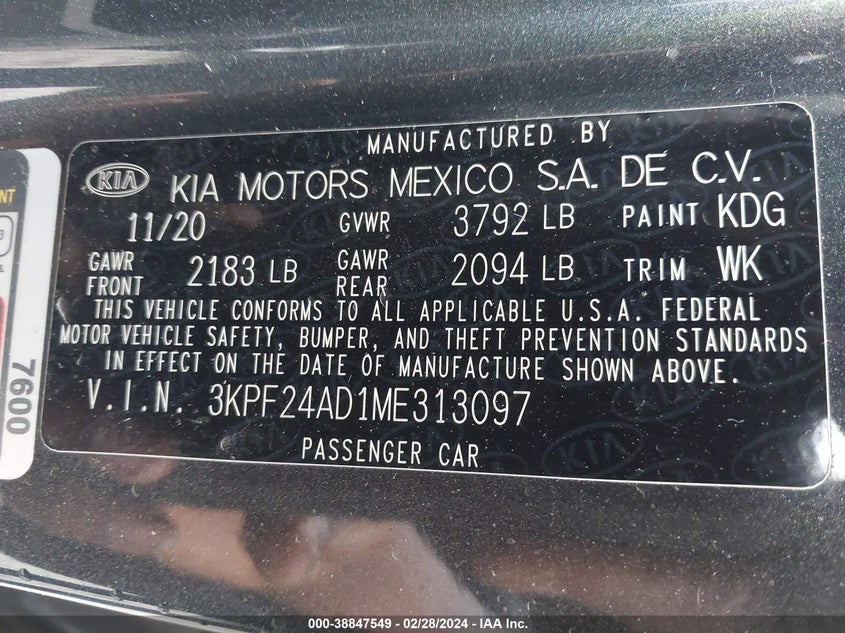 MANUFACTURED BY
KIA KIA MOTORS MEXICO S.A. DE C.V.
11/20 GVWR 3792 LB PAINT KDG
GAWR FRONT 2183 LB GAWR REAR 2094 LB TRIM WK
THIS VEHICLE CONFORMS TO ALL APPLICABLE U.S.A. FEDERAL
MOTOR VEHICLE SAFETY, BUMPER, AND THEFT PREVENTION STANDARDS
IN EFFECT ON THE DATE OF MANUFACTURE SHOWN ABOVE.
V.I.N. 3KPF24AD1ME313097
PASSENGER CAR
7600
000-38847549 / 02/28/2024 - IAA Inc.